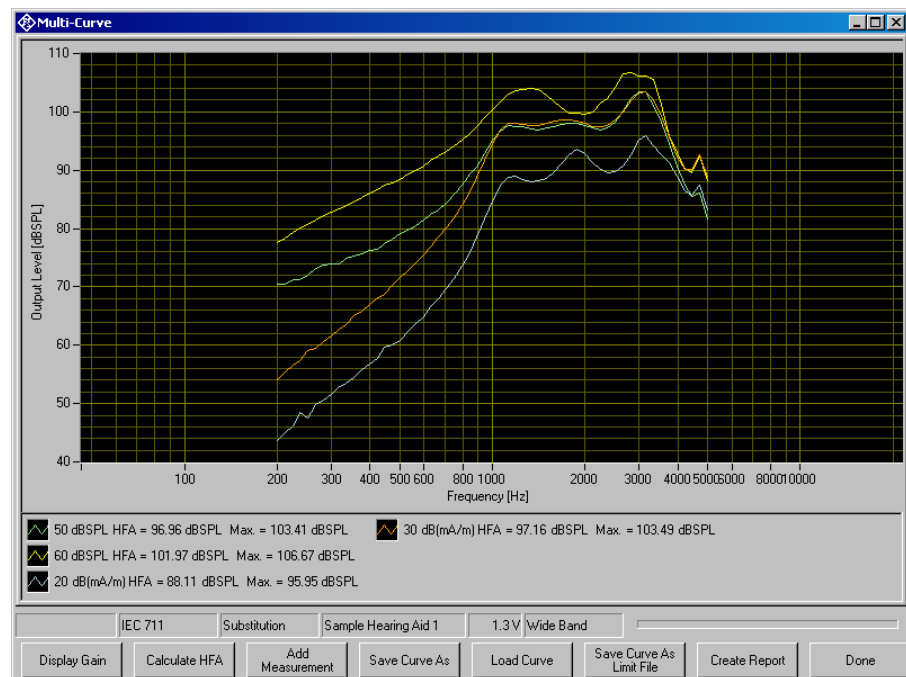 Multi-Curve
110
100
90
80
70
60
50
40
Output Level [dBSPL]
100 200 300 400 500 600 800 1000 2000 3000 4000 5000 6000 8000 10000
Frequency [Hz]
50 dBSPL HFA = 96.96 dBSPL Max. = 103.41 dBSPL 30 dB(mA/m) HFA = 97.16 dBSPL Max. = 103.49 dBSPL
60 dBSPL HFA = 101.97 dBSPL Max. = 106.67 dBSPL
20 dB(mA/m) HFA = 88.11 dBSPL Max. = 95.95 dBSPL
IEC 711 Substitution Sample Hearing Aid 1 1.3 V Wide Band
Display Gain Calculate HFA Add Measurement Save Curve As Load Curve Save Curve As Limit File Create Report Done